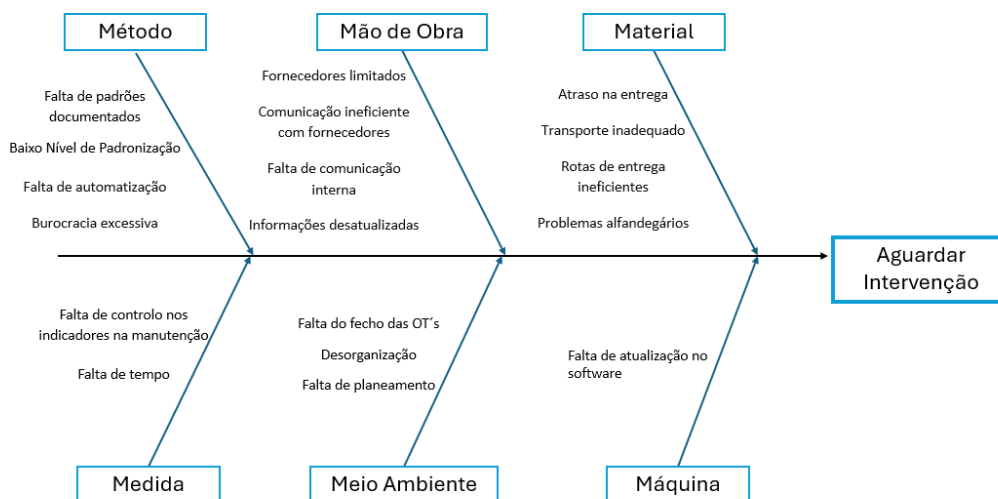 Método
Mão de Obra
Material
Falta de padrões
documentados
Baixo Nível de Padronização
Falta de automatização
Burocracia excessiva
Fornecedores limitados
Comunicação ineficiente
com fornecedores
Falta de comunicação
interna
Informações desatualizadas
Atraso na entrega
Transporte inadequado
Rotas de entrega
ineficientes
Problemas alfandegários
Aguardar
Intervenção
Falta de controlo nos
indicadores na manutenção
Falta de tempo
Falta do fecho das OT´s
Desorganização
Falta de planeamento
Falta de atualização no
software
Medida
Meio Ambiente
Máquina